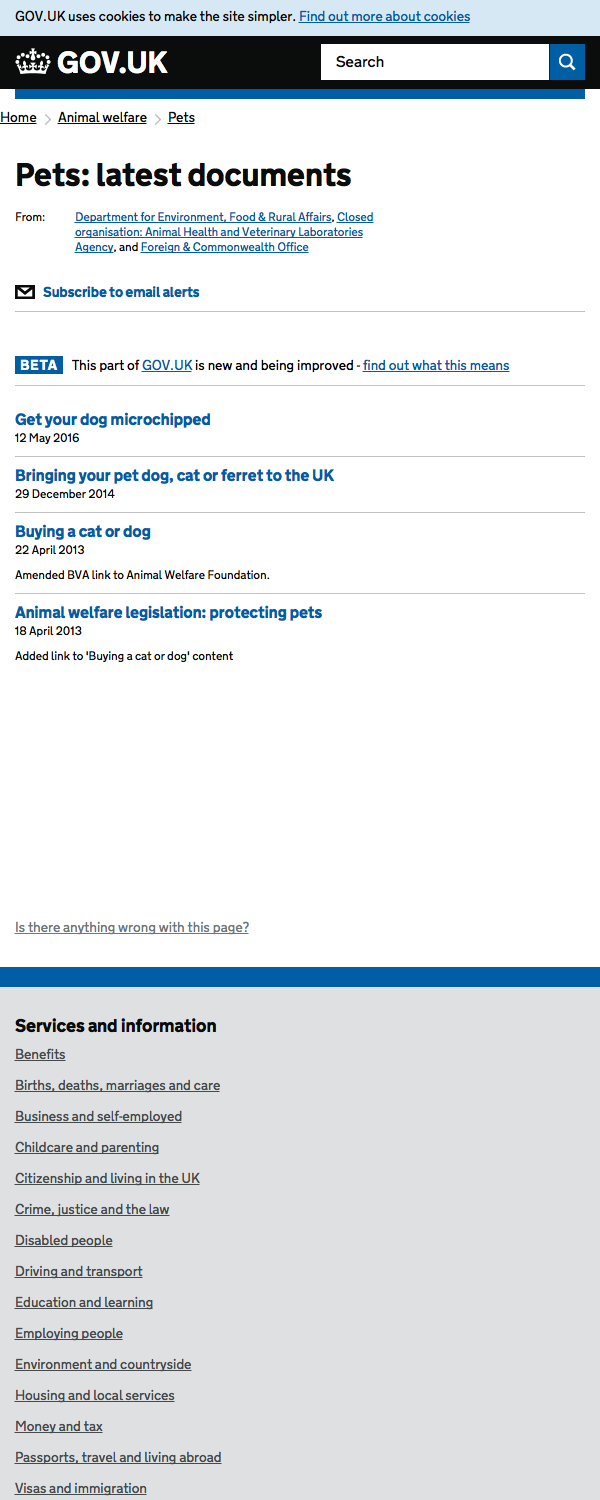 GOV.UK uses cookies to make the site simpler. Find out more about cookies
GOV.UK
Search
Home > Animal welfare > Pets
Pets: latest documents
From: Department for Environment, Food & Rural Affairs, Closed
organisation: Animal Health and Veterinary Laboratories
Agency, and Foreign & Commonwealth Office
Subscribe to email alerts
BETA This part of GOV.UK is new and being improved - find out what this means
Get your dog microchipped
12 May 2016
Bringing your pet dog, cat or ferret to the UK
29 December 2014
Buying a cat or dog
22 April 2013
Amended BVA link to Animal Welfare Foundation.
Animal welfare legislation: protecting pets
18 April 2013
Added link to 'Buying a cat or dog' content
Is there anything wrong with this page?
Services and information
Benefits
Births, deaths, marriages and care
Business and self-employed
Childcare and parenting
Citizenship and living in the UK
Crime, justice and the law
Disabled people
Driving and transport
Education and learning
Employing people
Environment and countryside
Housing and local services
Money and tax
Passports, travel and living abroad
Visas and immigration